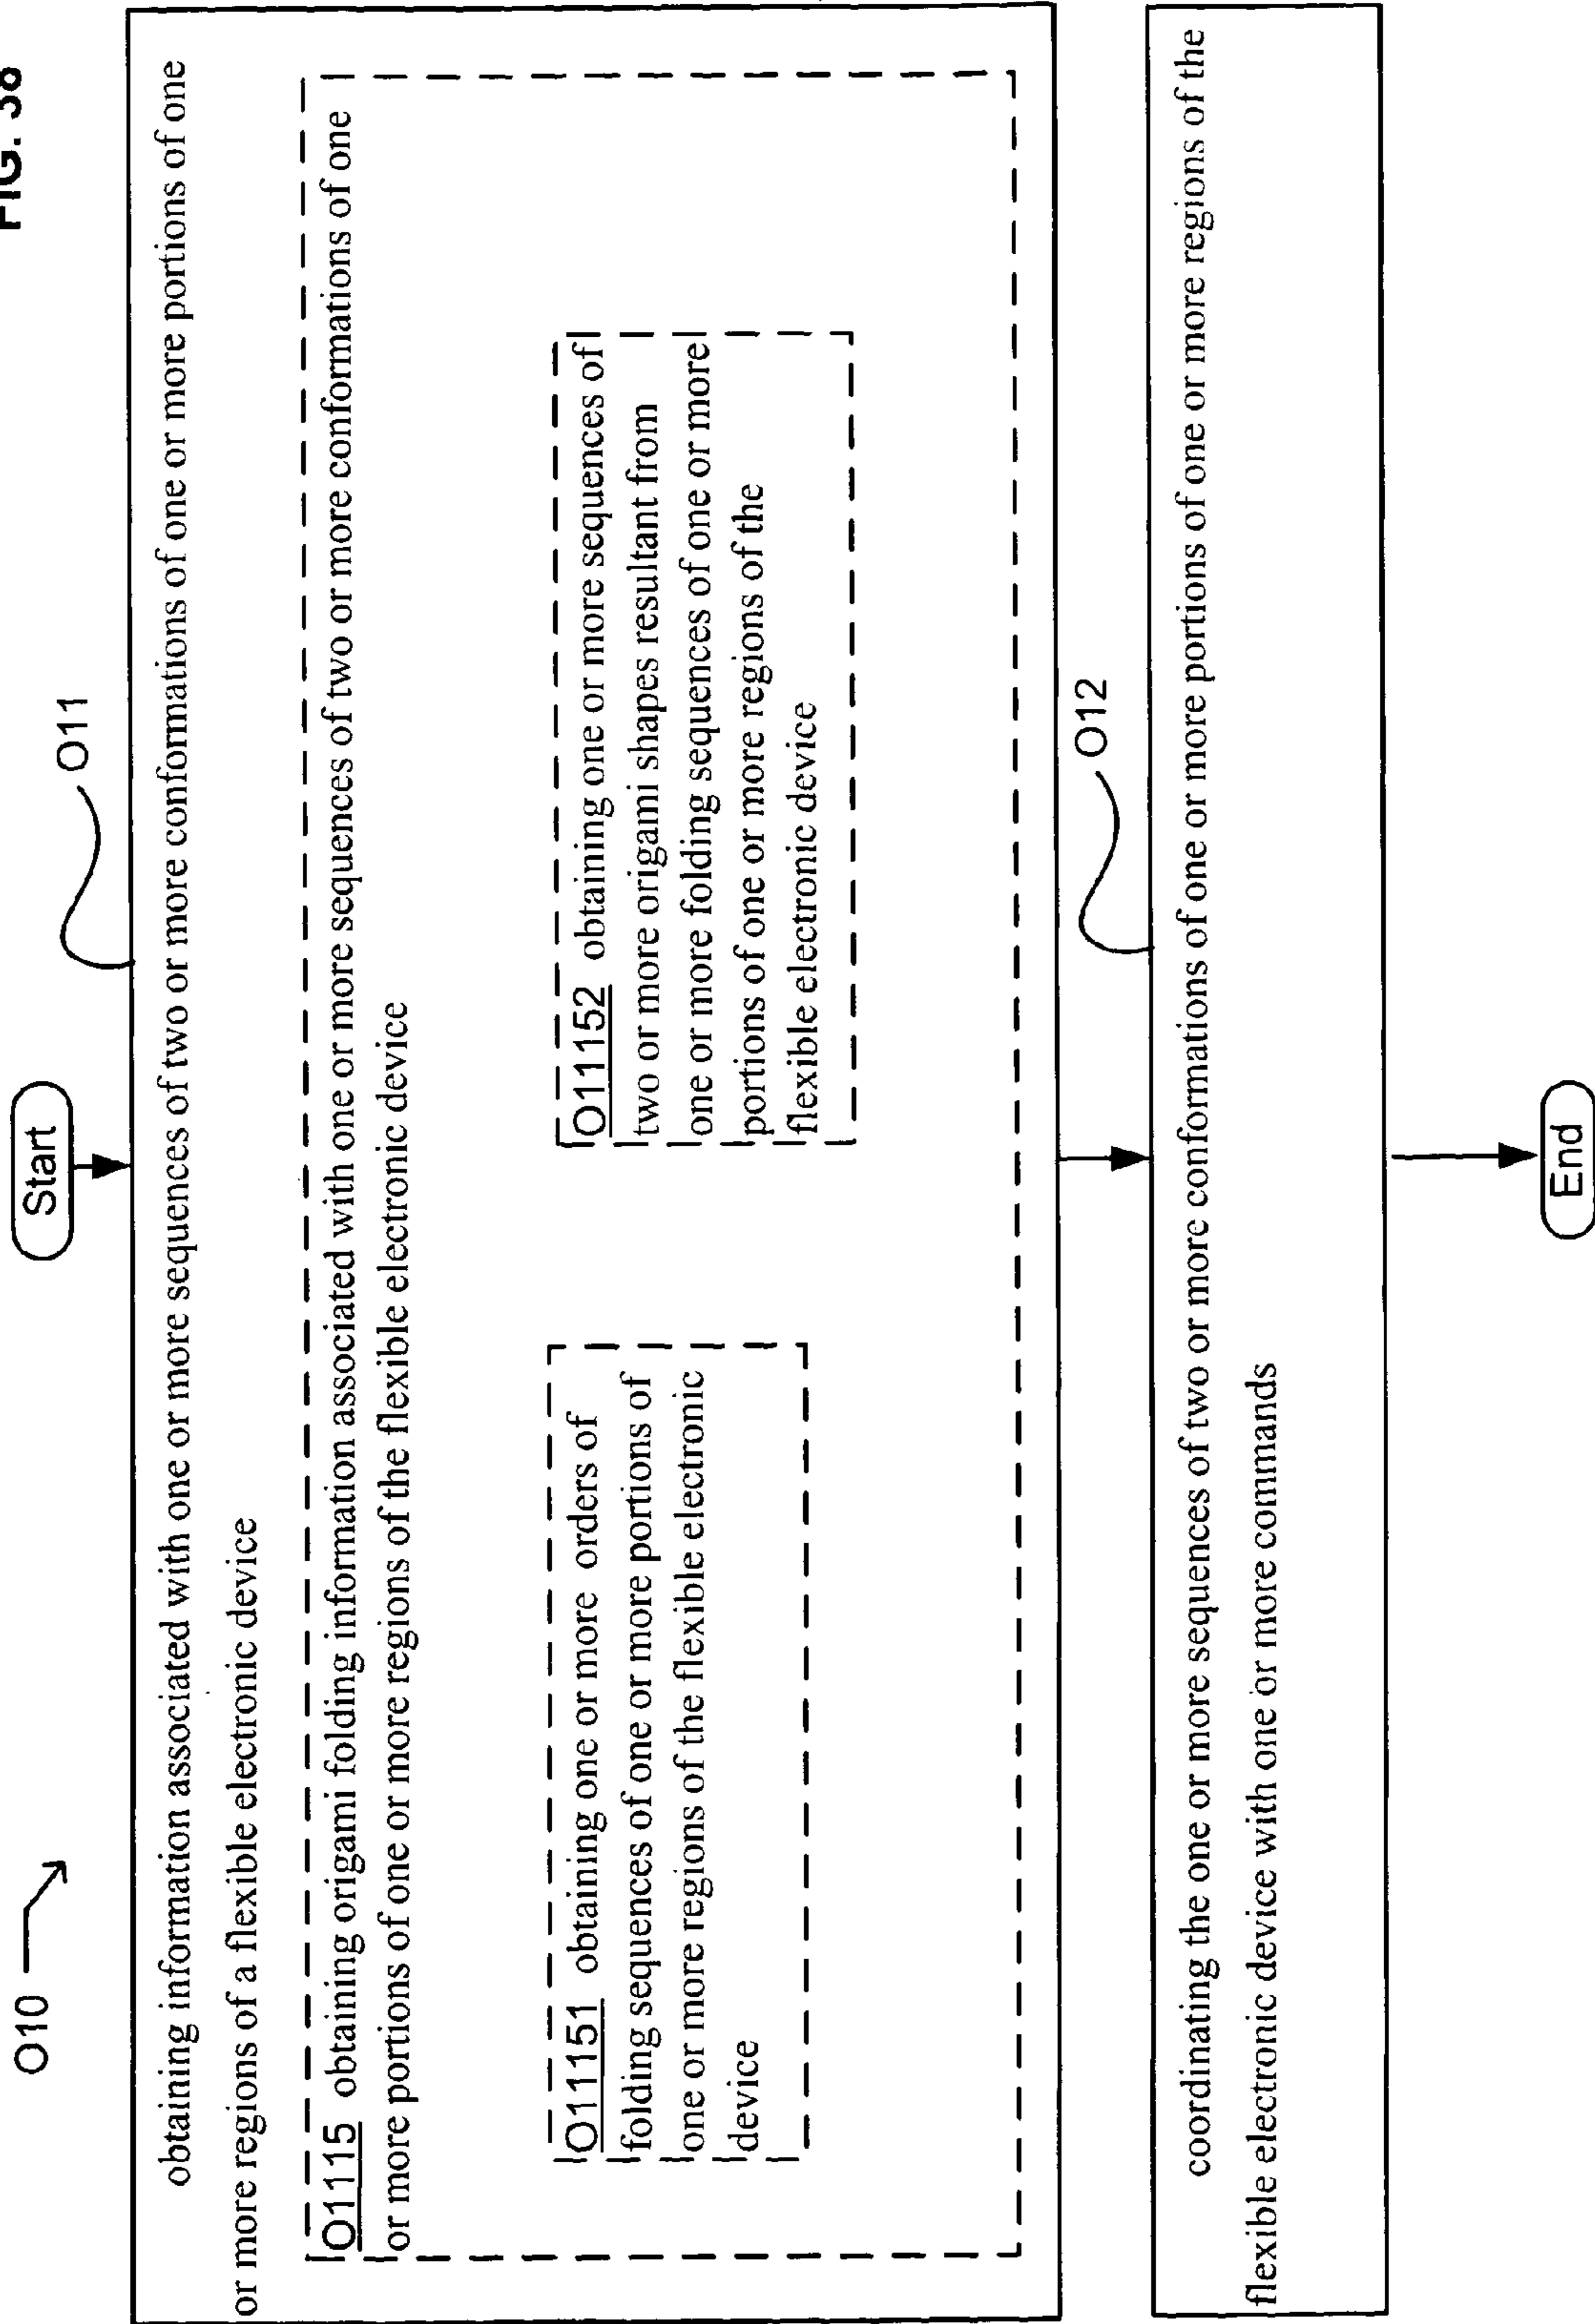 FIG. 38
O10
Start
O11
obtaining information associated with one or more sequences of two or more conformations of one or more portions of one
or more regions of a flexible electronic device
O1115 obtaining origami folding information associated with one or more sequences of two or more conformations of one
or more portions of one or more regions of the flexible electronic device
O11151 obtaining one or more orders of
folding sequences of one or more portions of
one or more regions of the flexible electronic
device
O11152 obtaining one or more sequences of
two or more origami shapes resultant from
one or more folding sequences of one or more
portions of one or more regions of the
flexible electronic device
O12
coordinating the one or more sequences of two or more conformations of one or more portions of one or more regions of the
flexible electronic device with one or more commands
End